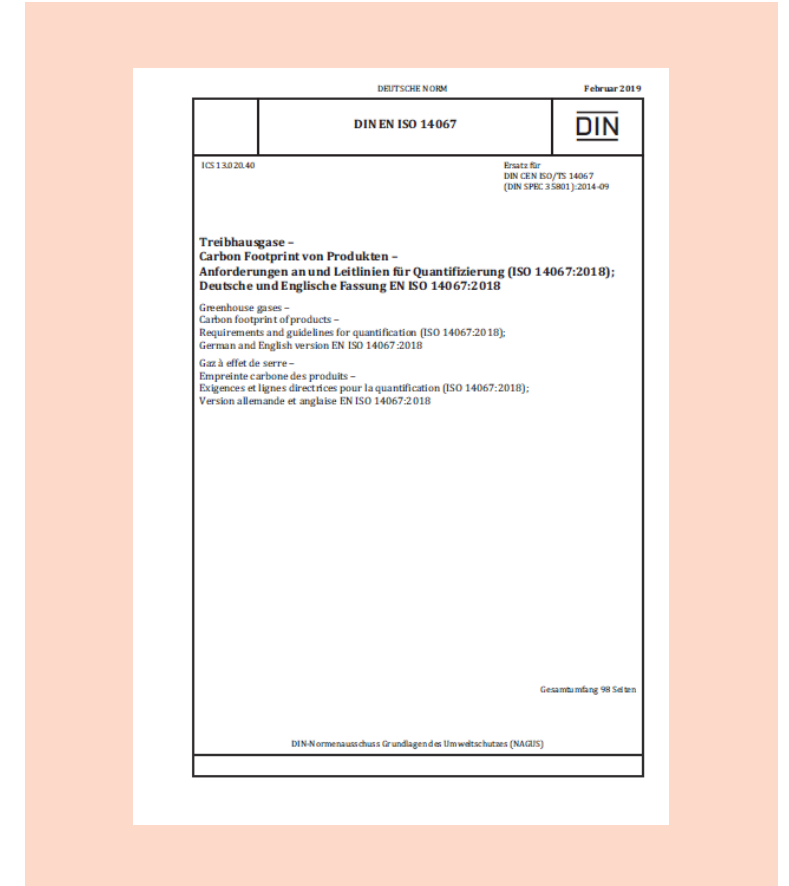 DEUTSCHE NORM
Februar 2019
DIN EN ISO 14067
DIN
ICS 13.020.40
Ersatz für
DIN CEN ISO/TS 14067
(DIN SPEC 35801):2014-09
Treibhausgase –
Carbon Footprint von Produkten –
Anforderungen an und Leitlinien für Quantifizierung (ISO 14067:2018);
Deutsche und Englische Fassung EN ISO 14067:2018
Greenhouse gases –
Carbon footprint of products –
Requirements and guidelines for quantification (ISO 14067:2018);
German and English version EN ISO 14067:2018
Gaz à effet de serre –
Empreinte carbone des produits –
Exigences et lignes directrices pour la quantification (ISO 14067:2018);
Version allemande et anglaise EN ISO 14067:2018
Gesamtumfang 98 Seiten
DIN-Normenausschuss Grundlagen des Umweltschutzes (NAGUS)